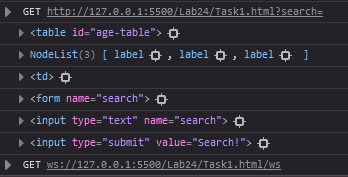 GET http://127.0.0.1:5500/Lab24/Task1.html?search=
<table id="age-table">
NodeList(3) [ label , label , label ]
<td>
<form name="search">
<input type="text" name="search">
<input type="submit" value="Search!">
GET ws://127.0.0.1:5500/Lab24/Task1.html/ws